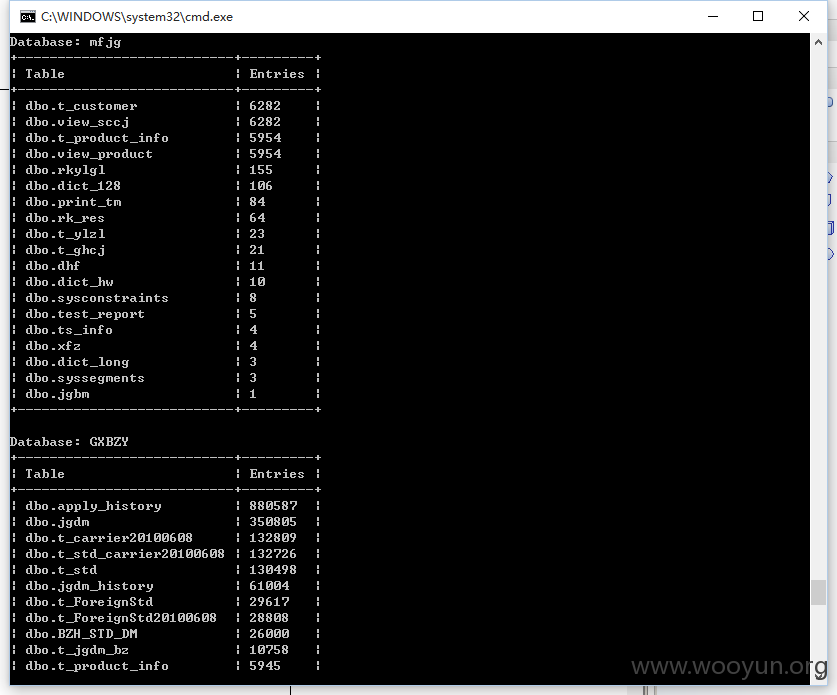 C:\WINDOWS\system32\cmd.exe
Database: mfjg
+---------------------------+---------+
| Table | Entries |
+---------------------------+---------+
| dbo.t_customer | 6282 |
| dbo.view_sccj | 6282 |
| dbo.t_product_info | 5954 |
| dbo.view_product | 5954 |
| dbo.rkylgl | 155 |
| dbo.dict_128 | 106 |
| dbo.print_tm | 84 |
| dbo.rk_res | 64 |
| dbo.t_ylzl | 23 |
| dbo.t_ghcj | 21 |
| dbo.dhf | 11 |
| dbo.dict_hw | 10 |
| dbo.sysconstraints | 8 |
| dbo.test_report | 5 |
| dbo.ts_info | 4 |
| dbo.xfz | 4 |
| dbo.dict_long | 3 |
| dbo.syssegments | 3 |
| dbo.jgbm | 1 |
+---------------------------+---------+
Database: GXBZY
+---------------------------+---------+
| Table | Entries |
+---------------------------+---------+
| dbo.apply_history | 880587 |
| dbo.jgdm | 350805 |
| dbo.t_carrier20100608 | 132809 |
| dbo.t_std_carrier20100608 | 132726 |
| dbo.t_std | 130498 |
| dbo.jgdm_history | 61004 |
| dbo.t_ForeignStd | 29617 |
| dbo.t_ForeignStd20100608 | 28808 |
| dbo.BZH_STD_DM | 26000 |
| dbo.t_jgdm_bz | 10758 |
| dbo.t_product_info | 5945 |
www.wooyun.org